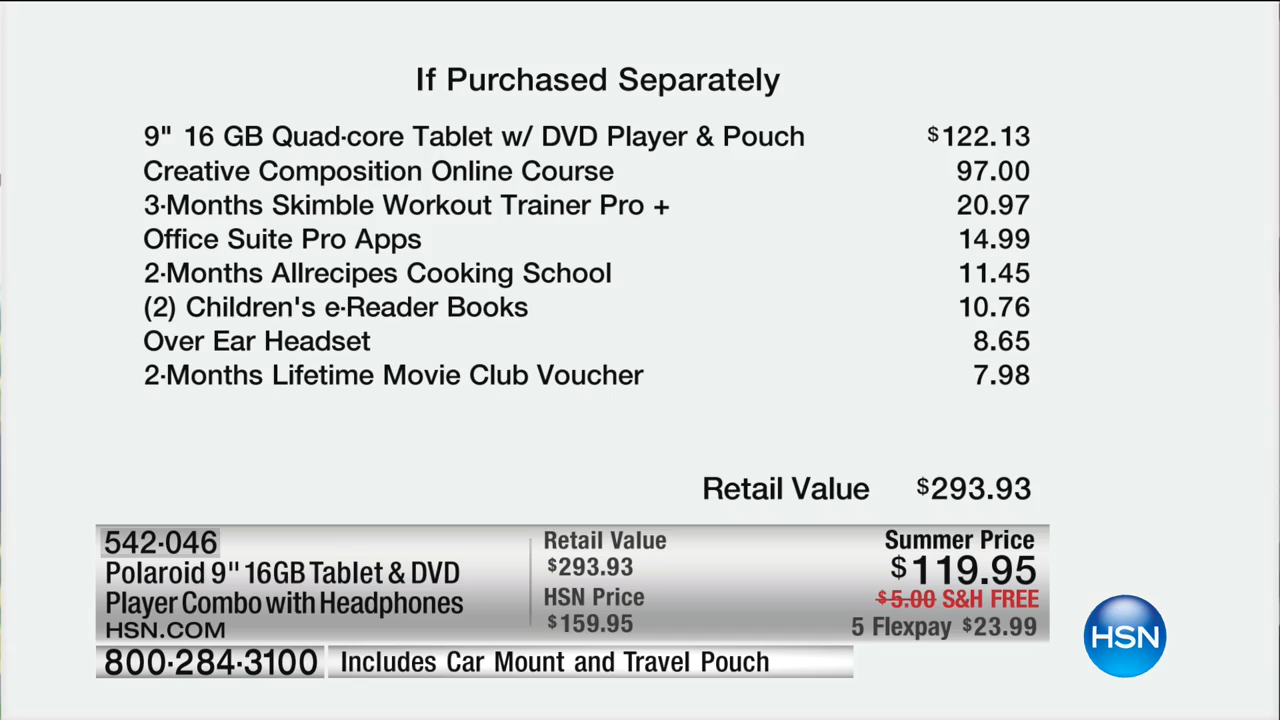 If Purchased Separately
9" 16 GB Quad-core Tablet w/ DVD Player & Pouch $122.13
Creative Composition Online Course 97.00
3-Months Skimble Workout Trainer Pro + 20.97
Office Suite Pro Apps 14.99
2-Months Allrecipes Cooking School 11.45
(2) Children's e-Reader Books 10.76
Over Ear Headset 8.65
2-Months Lifetime Movie Club Voucher 7.98
Retail Value $293.93
542-046
Polaroid 9" 16GB Tablet & DVD
Player Combo with Headphones
HSN.COM
Retail Value
$293.93
HSN Price
$159.95
Summer Price
$119.95
$5.00 S&H FREE
5 Flexpay $23.99
800-284-3100
Includes Car Mount and Travel Pouch
HSN